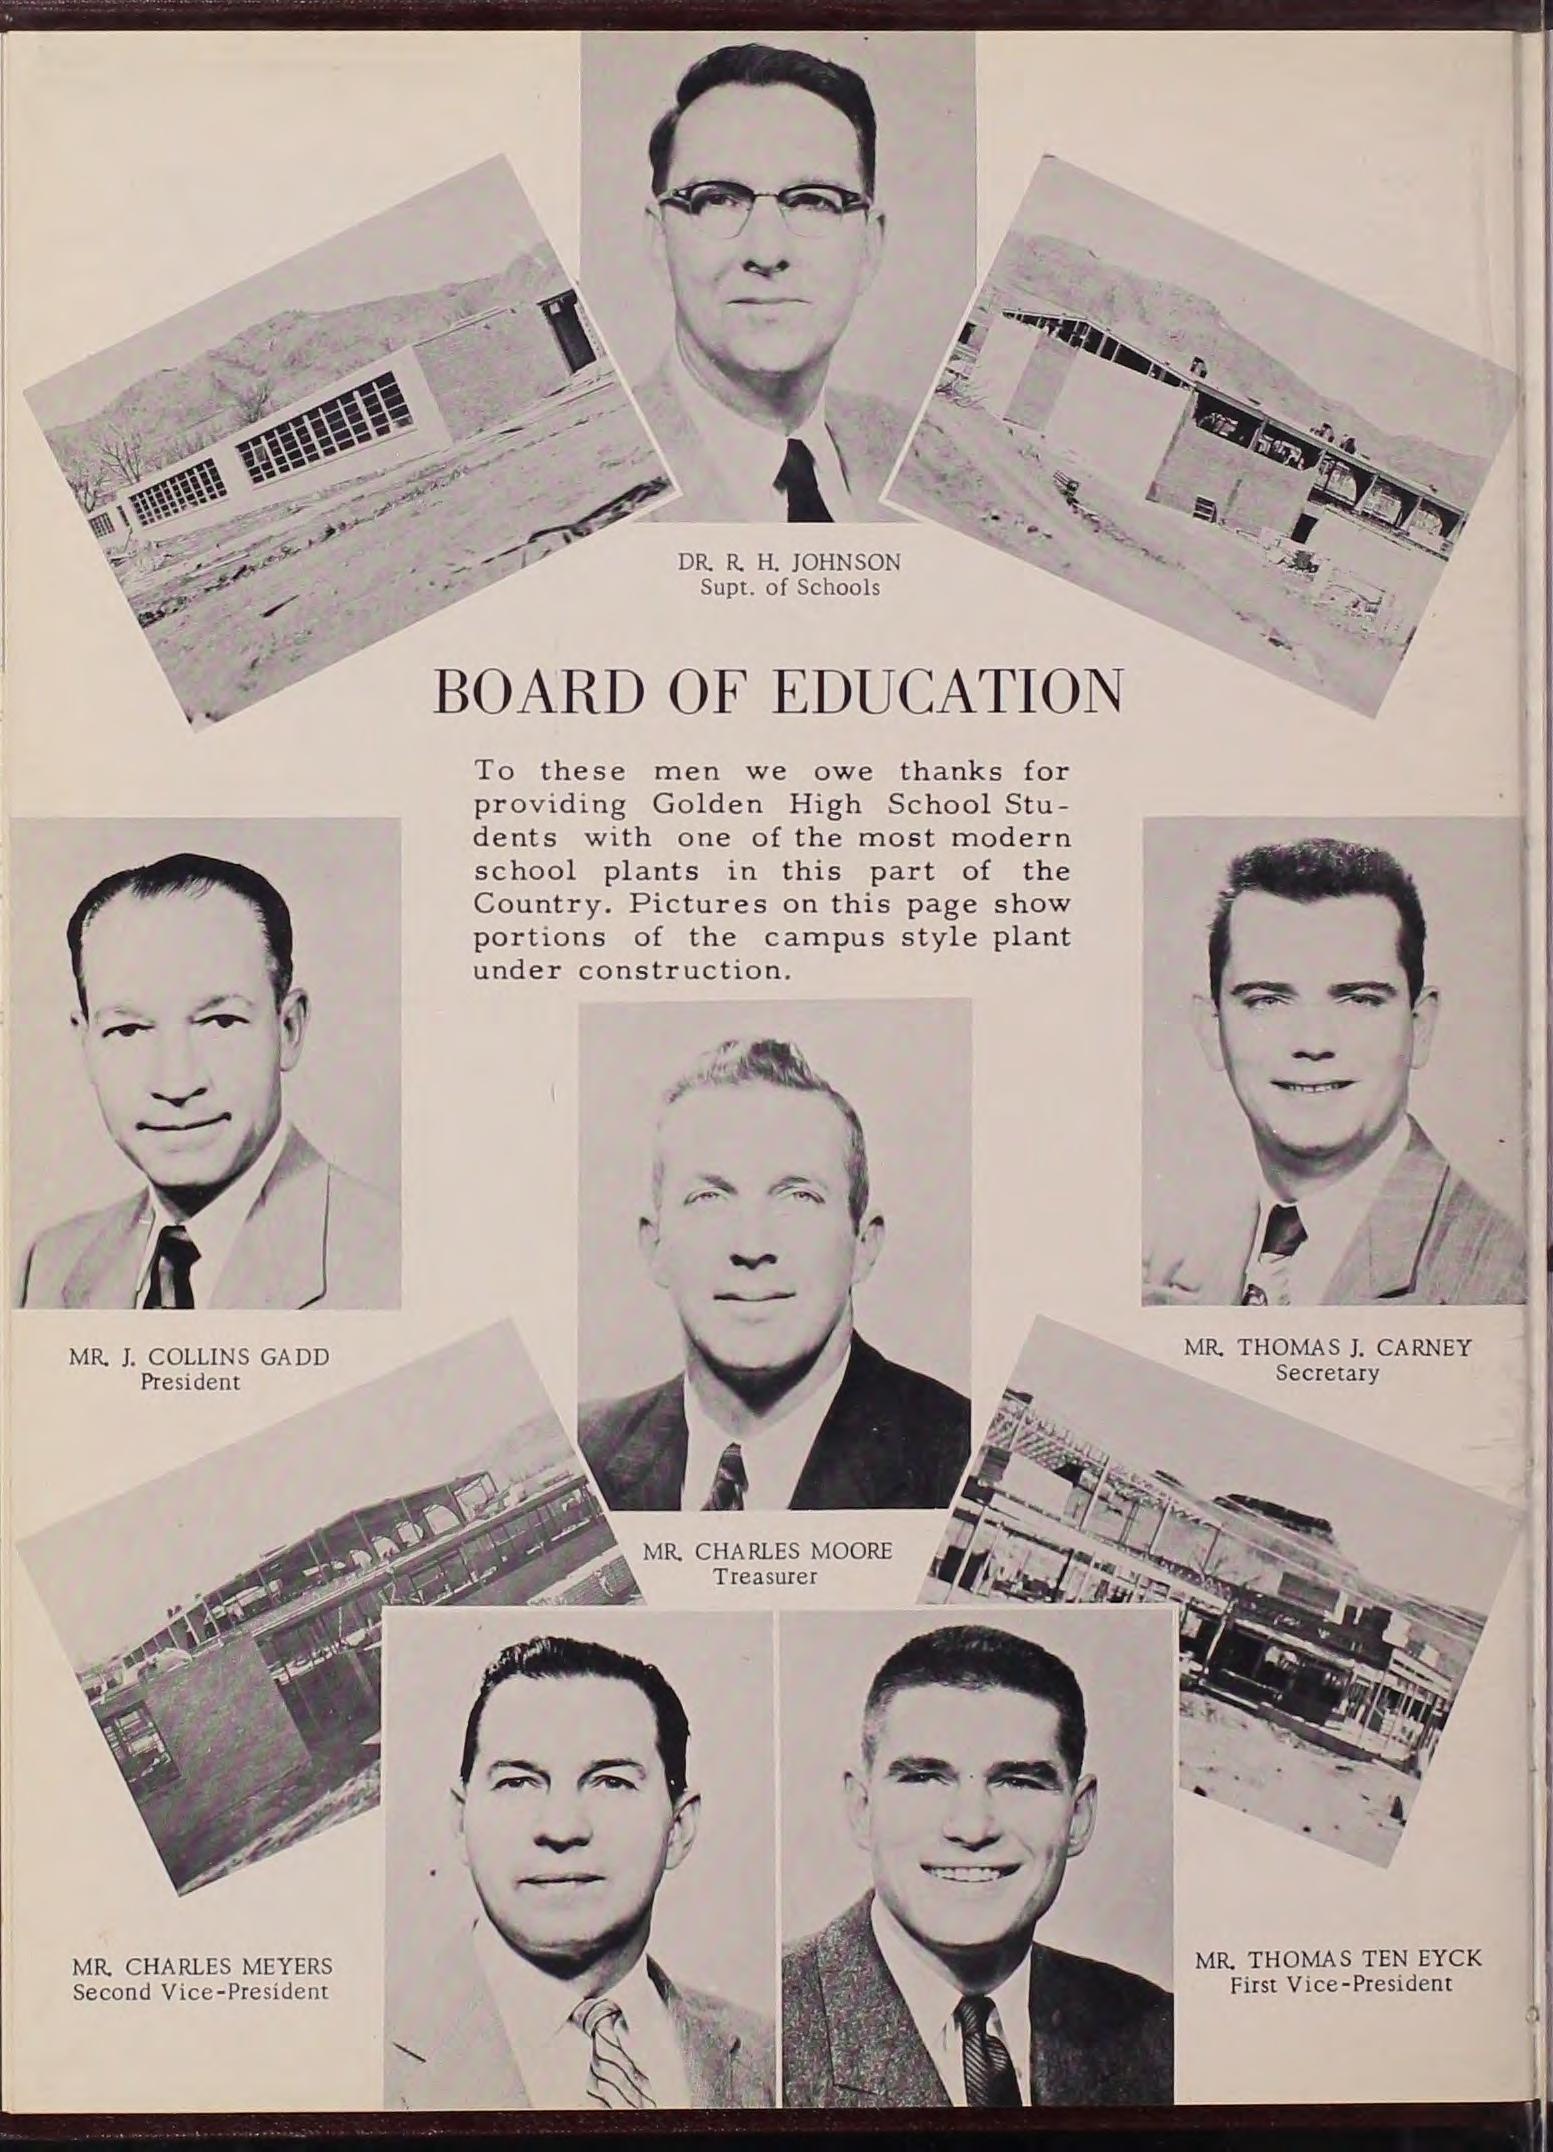 DR. R. H. JOHNSON
Supt. of Schools
BOARD OF EDUCATION
To these men we owe thanks for
providing Golden High School Stu-
dents with one of the most modern
school plants in this part of the
Country. Pictures on this page show
portions of the campus style plant
under construction.
MR. J. COLLINS GADD
President
MR. THOMAS J. CARNEY
Secretary
MR. CHARLES MOORE
Treasurer
MR. CHARLES MEYERS
Second Vice-President
MR. THOMAS TEN EYCK
First Vice-President